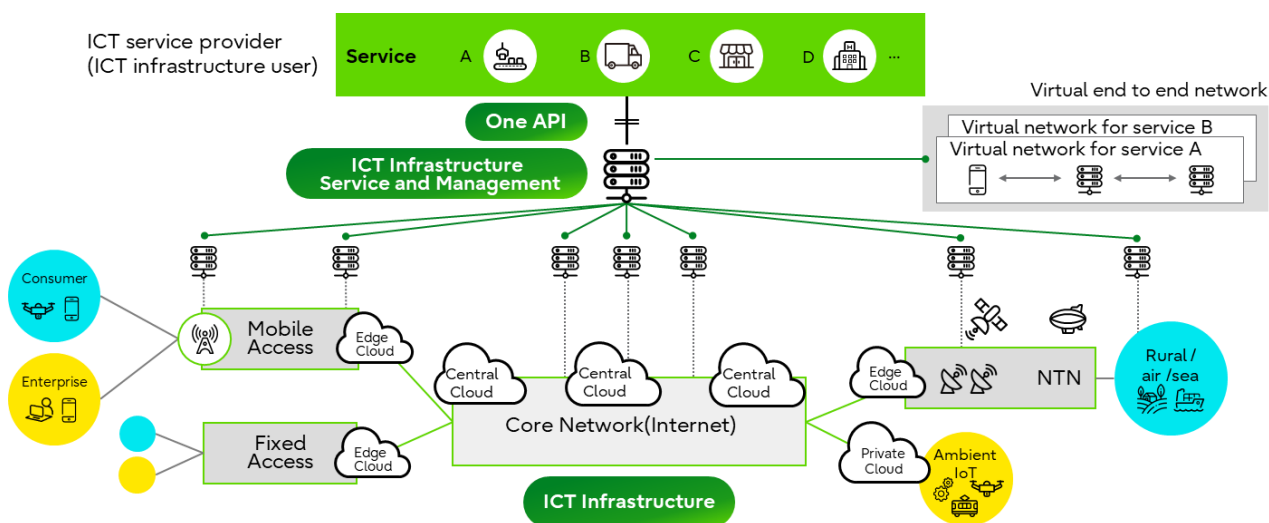 ICT service provider
(ICT infrastructure user)
Service
A
B
C
D
...
Virtual end to end network
One API
Virtual network for service B
Virtual network for service A
ICT Infrastructure
Service and Management
Consumer
Enterprise
Mobile
Access
Edge
Cloud
Fixed
Access
Edge
Cloud
Central
Cloud
Central
Cloud
Central
Cloud
Core Network(Internet)
Edge
Cloud
NTN
Rural /
air /sea
Private
Cloud
Ambient
IoT
ICT Infrastructure
H